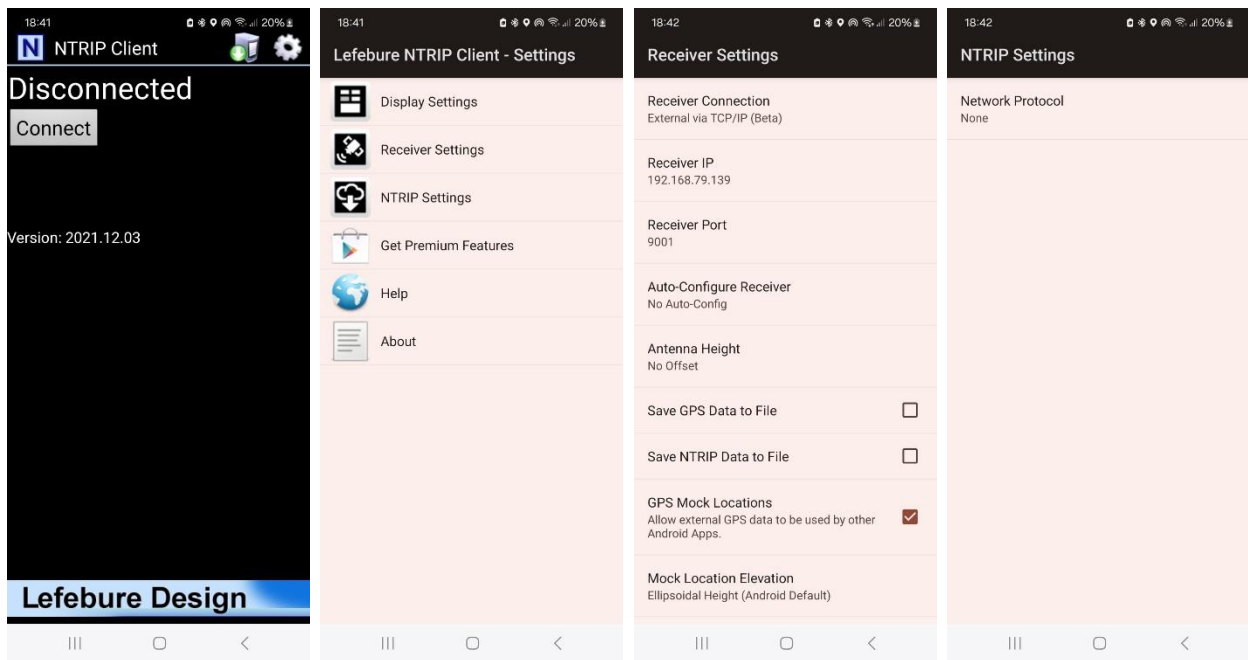 18:41
20%
N NTRIP Client
Disconnected
Connect
Version: 2021.12.03
Lefebure Design
18:41
20%
Lefebure NTRIP Client - Settings
Display Settings
Receiver Settings
NTRIP Settings
Get Premium Features
Help
About
18:42
20%
Receiver Settings
Receiver Connection
External via TCP/IP (Beta)
Receiver IP
192.168.79.139
Receiver Port
9001
Auto-Configure Receiver
No Auto-Config
Antenna Height
No Offset
Save GPS Data to File
Save NTRIP Data to File
GPS Mock Locations
Allow external GPS data to be used by other
Android Apps.
Mock Location Elevation
Ellipsoidal Height (Android Default)
18:42
20%
NTRIP Settings
Network Protocol
None